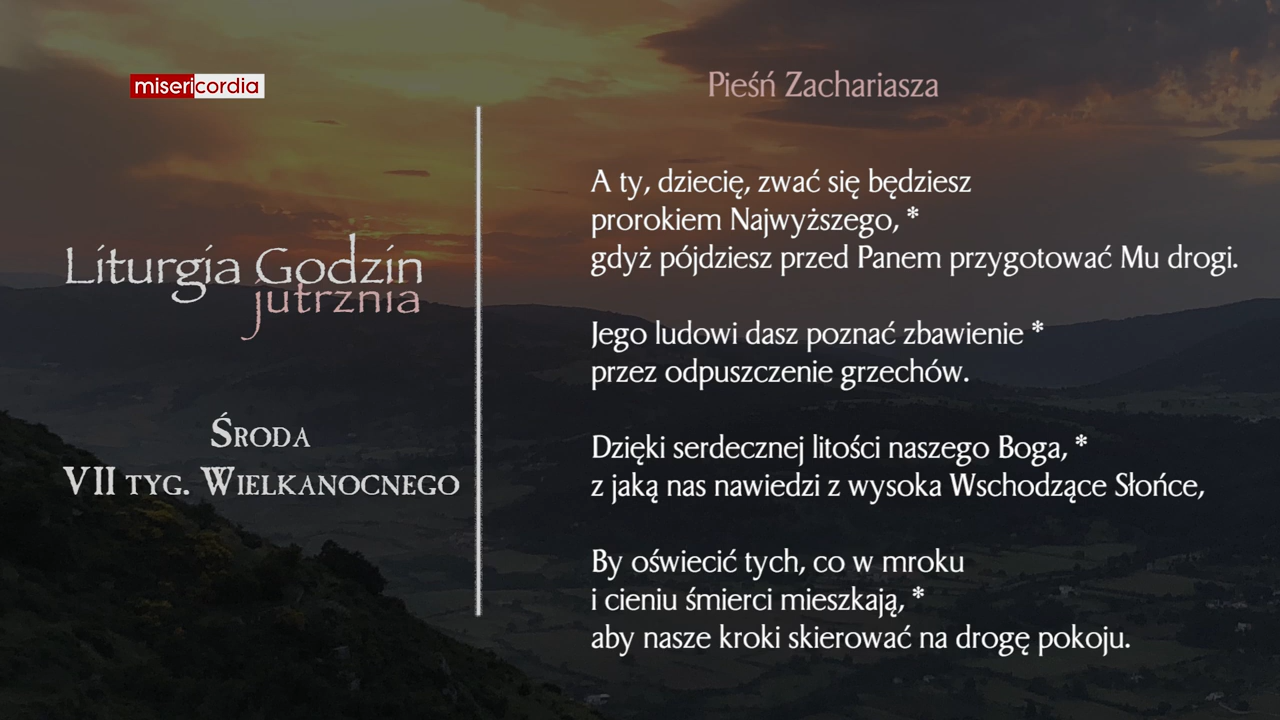 misericordia
Liturgia Godzin
jutrznia
Środa
VII tyg. Wielkanocnego
Pieśń Zachariasza
A ty, dziecię, zwać się będziesz
prorokiem Najwyższego, *
gdyż pójdziesz przed Panem przygotować Mu drogi.
Jego ludowi dasz poznać zbawienie *
przez odpuszczenie grzechów.
Dzięki serdecznej litości naszego Boga, *
z jaką nas nawiedzi z wysoka Wschodzące Słońce,
By oświecić tych, co w mroku
i cieniu śmierci mieszkają, *
aby nasze kroki skierować na drogę pokoju.